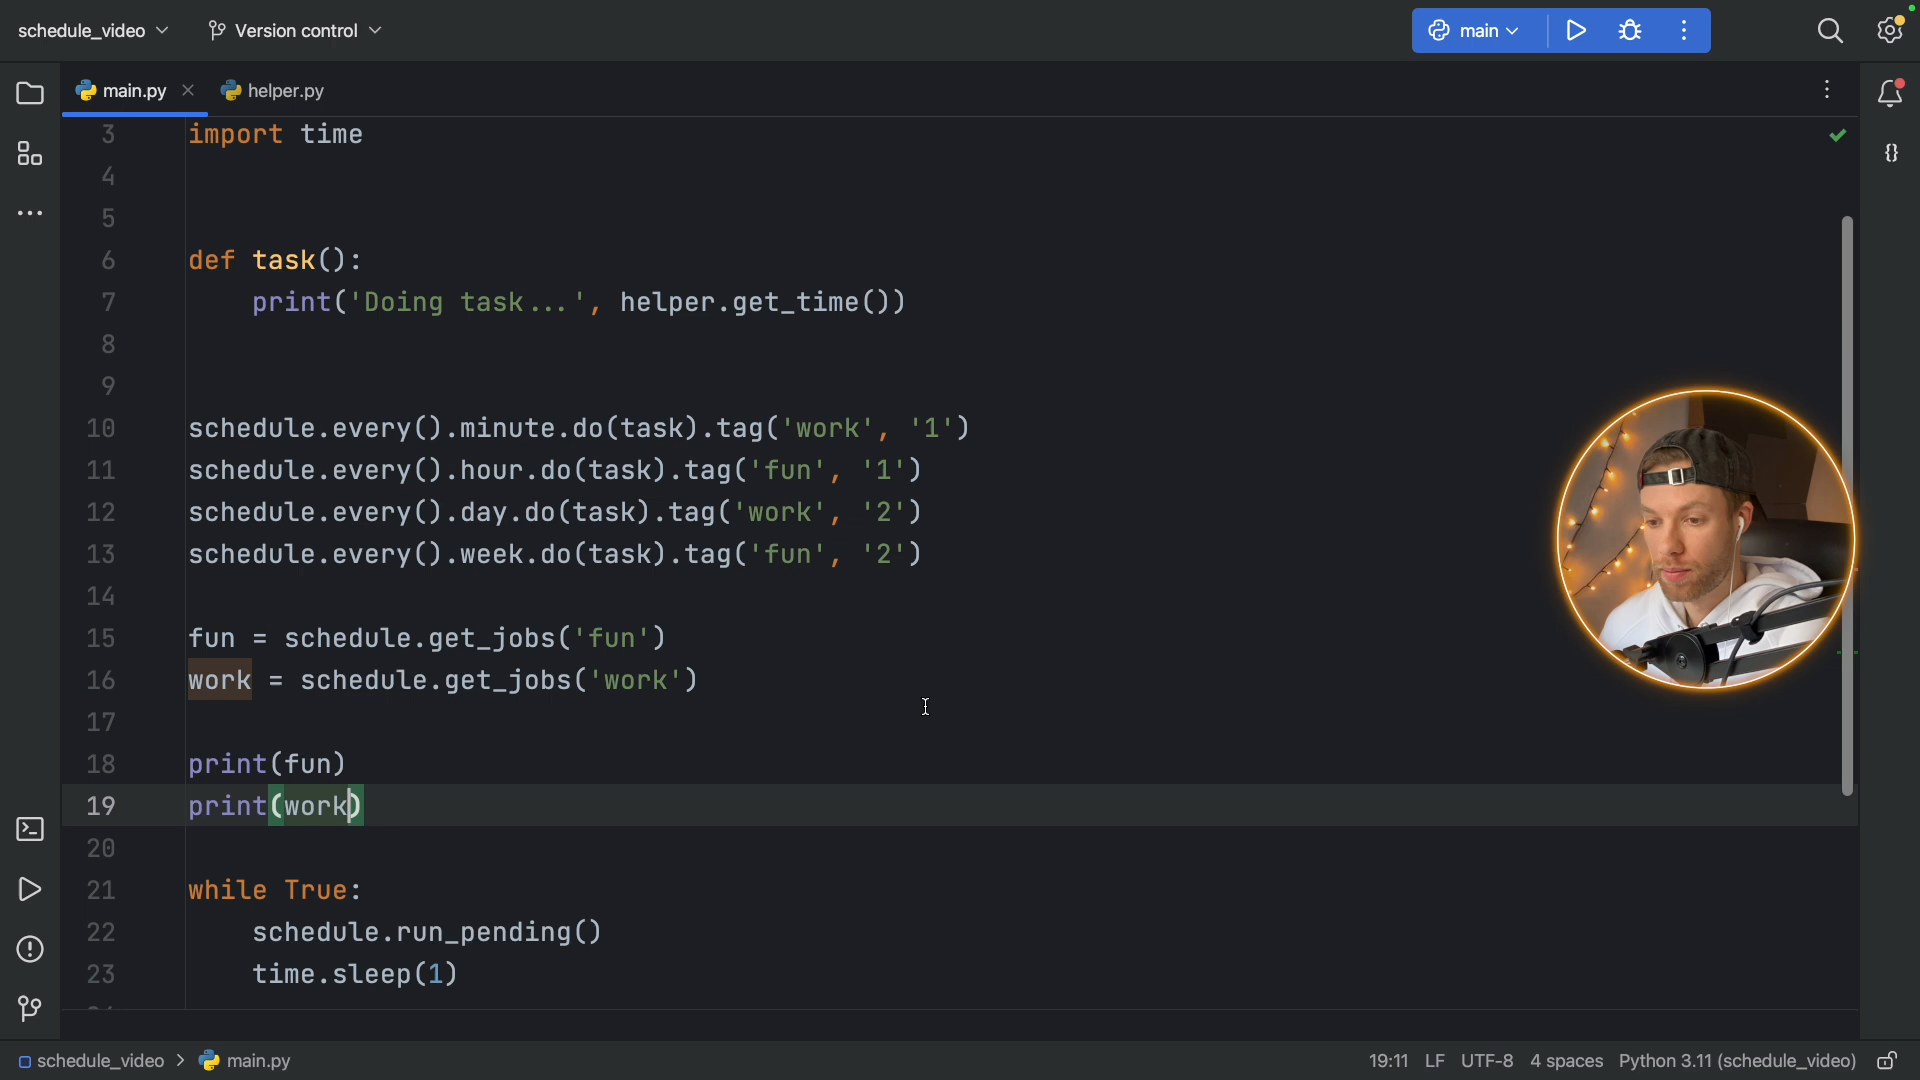 schedule_video
Version control
main
main.py
helper.py
3 import time
4
5
6 def task():
7 print('Doing task...', helper.get_time())
8
9
10 schedule.every().minute.do(task).tag('work', '1')
11 schedule.every().hour.do(task).tag('fun', '1')
12 schedule.every().day.do(task).tag('work', '2')
13 schedule.every().week.do(task).tag('fun', '2')
14
15 fun = schedule.get_jobs('fun')
16 work = schedule.get_jobs('work')
17
18 print(fun)
19 print(work)
20
21 while True:
22 schedule.run_pending()
23 time.sleep(1)
schedule_video > main.py
19:11 LF UTF-8 4 spaces Python 3.11 (schedule_video)